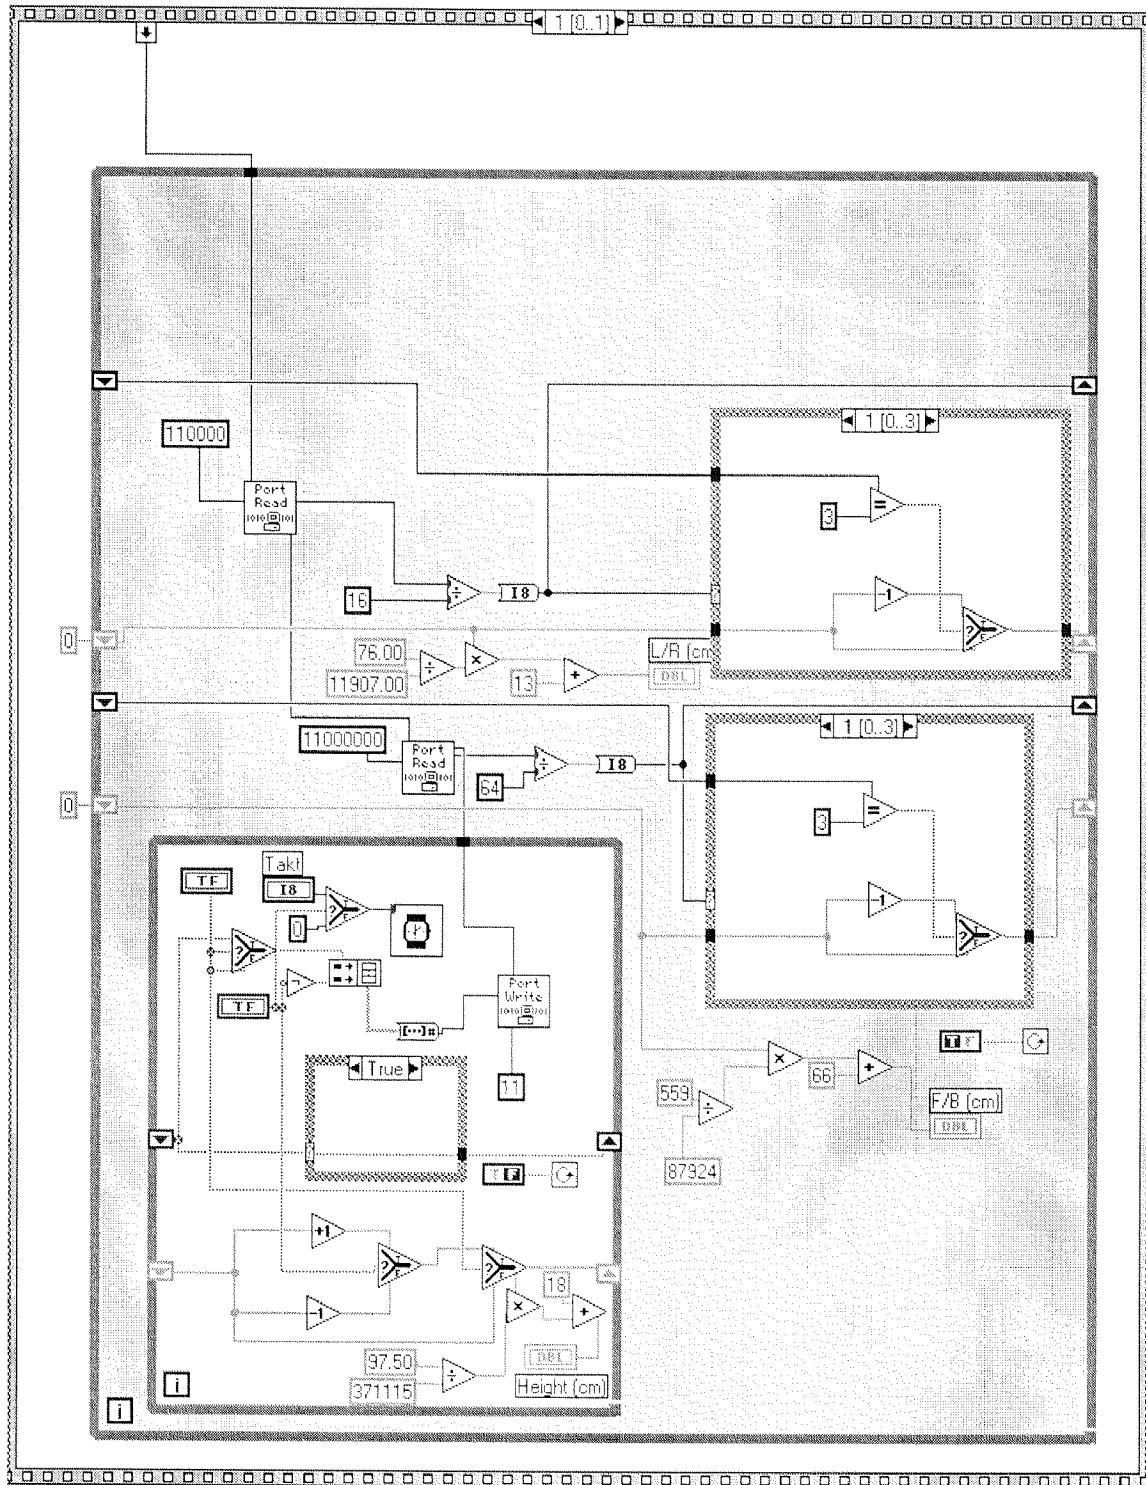 1 [0..1]
110000
1 [0..3]
Port
Read
3
=
16
÷
I8
-1
0
76.00
11907.00
÷
x
13
+
L/R (cm
DBL
?
T
F
11000000
Port
Read
64
÷
I8
1 [0..3]
3
=
-1
?
T
F
0
TF
Takt
I8
0
?
T
F
TF
[...]#
Port
Write
11
True
T F
+1
-1
18
x
+
97.50
371115
÷
DBL
Height (cm)
i
i
559
87924
÷
x
66
+
T F
F/B (cm)
DBL